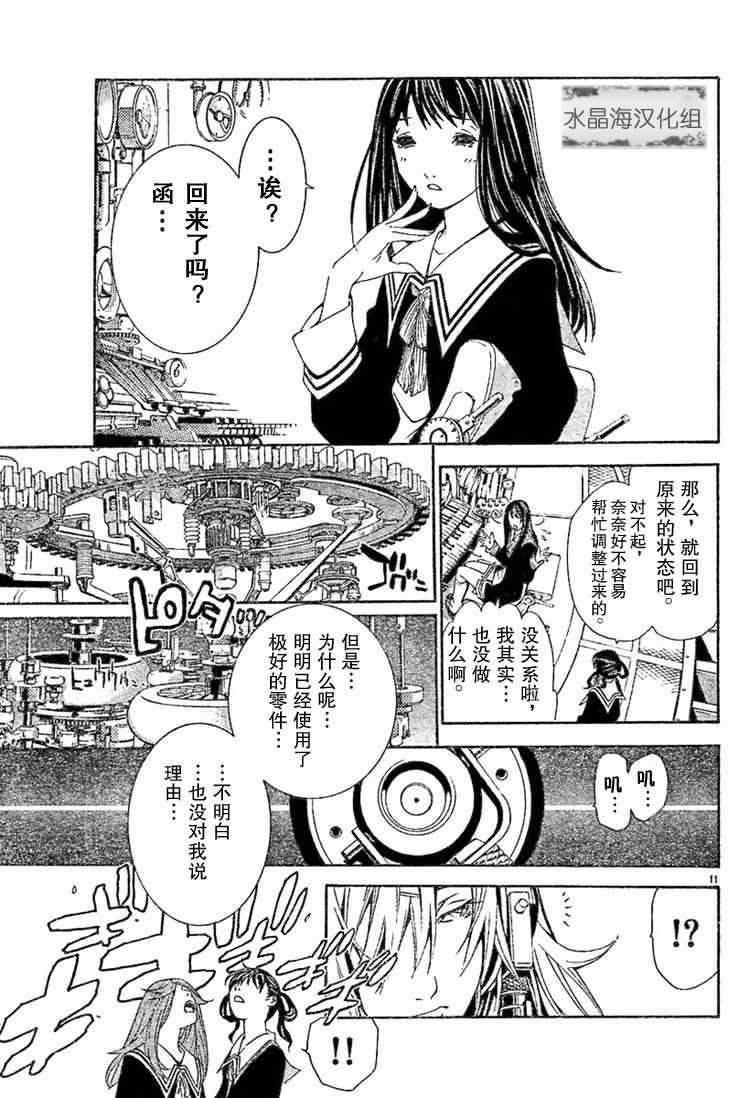 水晶海汉化组
…诶？
回来了吗？
函…
那么，就回到
原来的状态吧。
对不起，
奈奈好不容易
帮忙调整过来的。
没关系啦，
我其实…
也没做
什么啊。
ゴゴ…
但是…
为什么呢…
明明已经使用了
极好的零件…
…不明白
…也没对我说
理由…
叽…
叽…
11
!?
!!